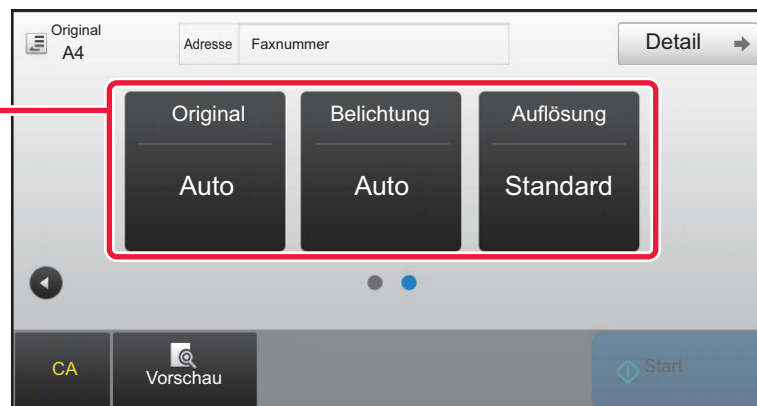 Original
A4
Adresse
Faxnummer
Detail
Original
Belichtung
Auflösung
Auto
Auto
Standard
CA
Vorschau
Start